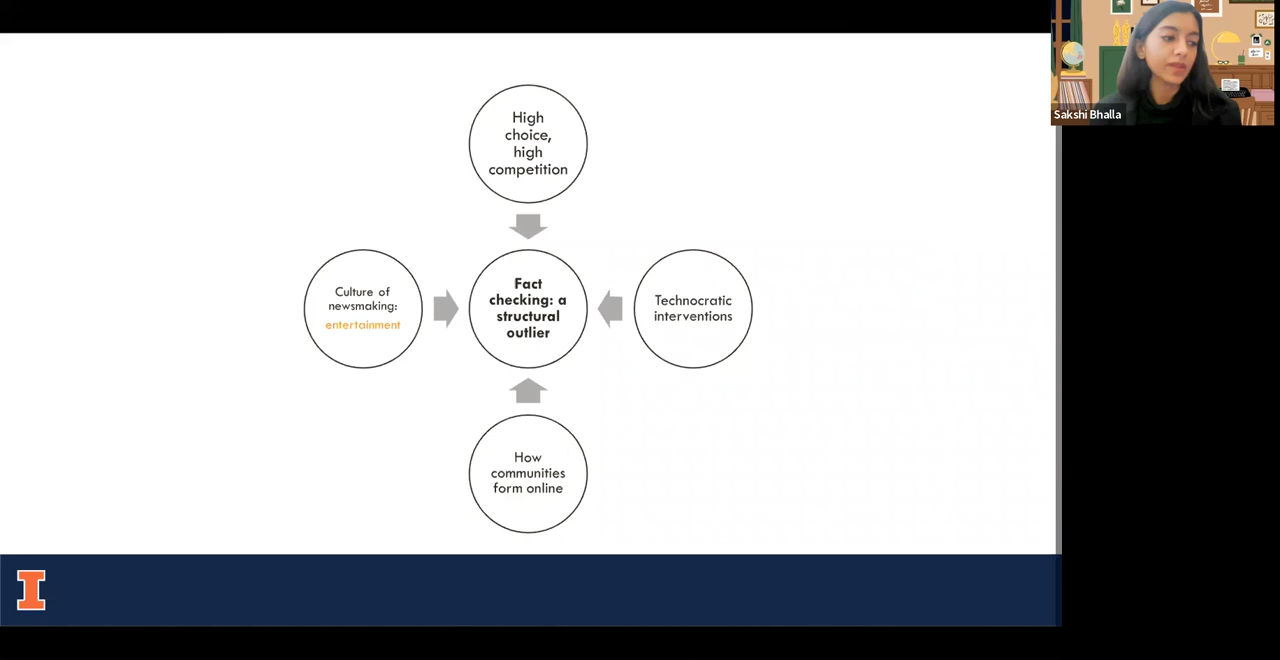 Sakshi Bhalla
High
choice,
high
competition
Culture of
newsmaking:
entertainment
Fact
checking: a
structural
outlier
Technocratic
interventions
How
communities
form online
I